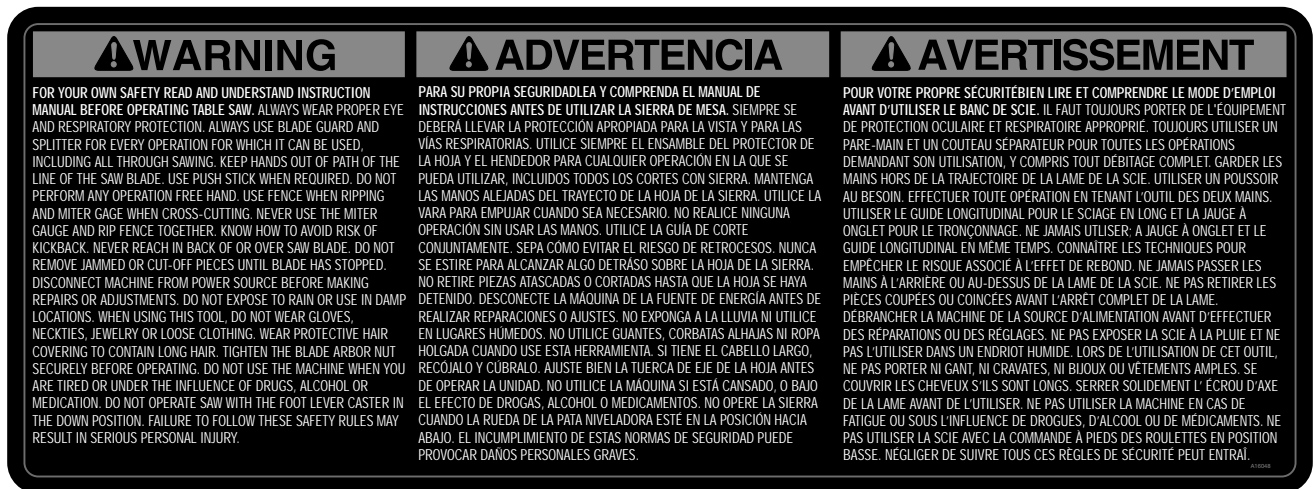 WARNING
FOR YOUR OWN SAFETY READ AND UNDERSTAND INSTRUCTION
MANUAL BEFORE OPERATING TABLE SAW. ALWAYS WEAR PROPER EYE
AND RESPIRATORY PROTECTION. ALWAYS USE BLADE GUARD AND
SPLITTER FOR EVERY OPERATION FOR WHICH IT CAN BE USED,
INCLUDING ALL THROUGH SAWING. KEEP HANDS OUT OF PATH OF THE
LINE OF THE SAW BLADE. USE PUSH STICK WHEN REQUIRED. DO NOT
PERFORM ANY OPERATION FREE HAND. USE FENCE WHEN RIPPING
AND MITER GAGE WHEN CROSS-CUTTING. NEVER USE THE MITER
GAUGE AND RIP FENCE TOGETHER. KNOW HOW TO AVOID RISK OF
KICKBACK. NEVER REACH IN BACK OF OR OVER SAW BLADE. DO NOT
REMOVE JAMMED OR CUT-OFF PIECES UNTIL BLADE HAS STOPPED.
DISCONNECT MACHINE FROM POWER SOURCE BEFORE MAKING
REPAIRS OR ADJUSTMENTS. DO NOT EXPOSE TO RAIN OR USE IN DAMP
LOCATIONS. WHEN USING THIS TOOL, DO NOT WEAR GLOVES,
NECKTIES, JEWELRY OR LOOSE CLOTHING. WEAR PROTECTIVE HAIR
COVERING TO CONTAIN LONG HAIR. TIGHTEN THE BLADE ARBOR NUT
SECURELY BEFORE OPERATING. DO NOT USE THE MACHINE WHEN YOU
ARE TIRED OR UNDER THE INFLUENCE OF DRUGS, ALCOHOL OR
MEDICATION. DO NOT OPERATE SAW WITH THE FOOT LEVER CASTER IN
THE DOWN POSITION. FAILURE TO FOLLOW THESE SAFETY RULES MAY
RESULT IN SERIOUS PERSONAL INJURY.
ADVERTENCIA
PARA SU PROPIA SEGURIDADLEA Y COMPRENDA EL MANUAL DE
INSTRUCCIONES ANTES DE UTILIZAR LA SIERRA DE MESA. SIEMPRE SE
DEBERÁ LLEVAR LA PROTECCIÓN APROPIADA PARA LA VISTA Y PARA LAS
VÍAS RESPIRATORIAS. UTILICE SIEMPRE EL ENSAMBLE DEL PROTECTOR DE
LA HOJA Y EL HENDEDOR PARA CUALQUIER OPERACIÓN EN LA QUE SE
PUEDA UTILIZAR, INCLUIDOS TODOS LOS CORTES CON SIERRA. MANTENGA
LAS MANOS ALEJADAS DEL TRAYECTO DE LA HOJA DE LA SIERRA. UTILICE LA
VARA PARA EMPUJAR CUANDO SEA NECESARIO. NO REALICE NINGUNA
OPERACIÓN SIN USAR LAS MANOS. UTILICE LA GUÍA DE CORTE
CONJUNTAMENTE. SEPA CÓMO EVITAR EL RIESGO DE RETROCESOS. NUNCA
SE ESTIRE PARA ALCANZAR ALGO DETRÁSO SOBRE LA HOJA DE LA SIERRA.
NO RETIRE PIEZAS ATASCADAS O CORTADAS HASTA QUE LA HOJA SE HAYA
DETENIDO. DESCONECTE LA MÁQUINA DE LA FUENTE DE ENERGÍA ANTES DE
REALIZAR REPARACIONES O AJUSTES. NO EXPONGA A LA LLUVIA NI UTILICE
EN LUGARES HÚMEDOS. NO UTILICE GUANTES, CORBATAS ALHAJAS NI ROPA
HOLGADA CUANDO USE ESTA HERRAMIENTA. SI TIENE EL CABELLO LARGO,
RECÓJALO Y CÚBRALO. AJUSTE BIEN LA TUERCA DE EJE DE LA HOJA ANTES
DE OPERAR LA UNIDAD. NO UTILICE LA MÁQUINA SI ESTÁ CANSADO, O BAJO
EL EFECTO DE DROGAS, ALCOHOL O MEDICAMENTOS. NO OPERE LA SIERRA
CUANDO LA RUEDA DE LA PATA NIVELADORA ESTÉ EN LA POSICIÓN HACIA
ABAJO. EL INCUMPLIMIENTO DE ESTAS NORMAS DE SEGURIDAD PUEDE
PROVOCAR DAÑOS PERSONALES GRAVES.
AVERTISSEMENT
POUR VOTRE PROPRE SÉCURITÉBIEN LIRE ET COMPRENDRE LE MODE D'EMPLOI
AVANT D'UTILISER LE BANC DE SCIE. IL FAUT TOUJOURS PORTER DE L'ÉQUIPEMENT
DE PROTECTION OCULAIRE ET RESPIRATOIRE APPROPRIÉ. TOUJOURS UTILISER UN
PARE-MAIN ET UN COUTEAU SÉPARATEUR POUR TOUTES LES OPÉRATIONS
DEMANDANT SON UTILISATION, Y COMPRIS TOUT DÉBITAGE COMPLET. GARDER LES
MAINS HORS DE LA TRAJECTOIRE DE LA LAME DE LA SCIE. UTILISER UN POUSSOIR
AU BESOIN. EFFECTUER TOUTE OPÉRATION EN TENANT L'OUTIL DES DEUX MAINS.
UTILISER LE GUIDE LONGITUDINAL POUR LE SCIAGE EN LONG ET LA JAUGE À
ONGLET POUR LE TRONÇONNAGE. NE JAMAIS UTLISER; A JAUGE À ONGLET ET LE
GUIDE LONGITUDINAL EN MÊME TEMPS. CONNAÎTRE LES TECHNIQUES POUR
EMPÊCHER LE RISQUE ASSOCIÉ À L'EFFET DE REBOND. NE JAMAIS PASSER LES
MAINS À L'ARRIÈRE OU AU-DESSUS DE LA LAME DE LA SCIE. NE PAS RETIRER LES
PIÈCES COUPÉES OU COINCÉES AVANT L'ARRÊT COMPLET DE LA LAME.
DÉBRANCHER LA MACHINE DE LA SOURCE D'ALIMENTATION AVANT D'EFFECTUER
DES RÉPARATIONS OU DES RÉGLAGES. NE PAS EXPOSER LA SCIE À LA PLUIE ET NE
PAS L'UTILISER DANS UN ENDRIOT HUMIDE. LORS DE L'UTILISATION DE CET OUTIL,
NE PAS PORTER NI GANT, NI CRAVATES, NI BIJOUX OU VÊTEMENTS AMPLES. SE
COUVRIR LES CHEVEUX S'ILS SONT LONGS. SERRER SOLIDEMENT L' ÉCROU D'AXE
DE LA LAME AVANT DE L'UTILISER. NE PAS UTILISER LA MACHINE EN CAS DE
FATIGUE OU SOUS L'INFLUENCE DE DROGUES, D'ALCOOL OU DE MÉDICAMENTS. NE
PAS UTILISER LA SCIE AVEC LA COMMANDE À PIEDS DES ROULETTES EN POSITION
BASSE. NÉGLIGER DE SUIVRE TOUS CES RÈGLES DE SÉCURITÉ PEUT ENTRAÎ.
A16048